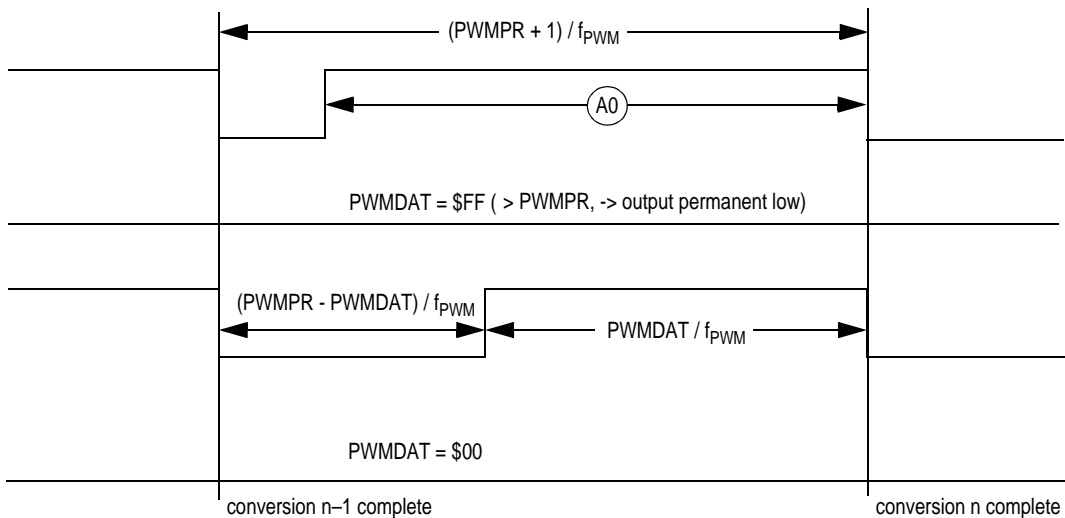 (PWMPR + 1) / fPWM
A0
PWMDAT = $FF ( > PWMPR, -> output permanent low)
(PWMPR - PWMDAT) / fPWM
PWMDAT / fPWM
PWMDAT = $00
conversion n–1 complete
conversion n complete